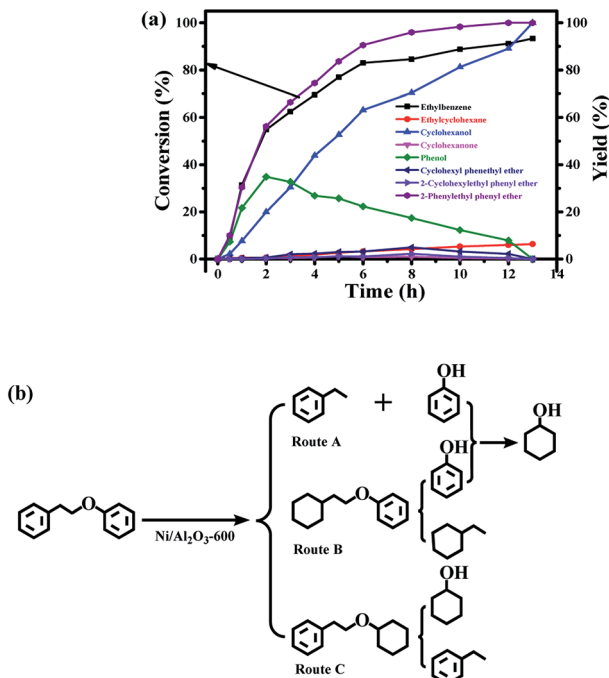 (a)
Conversion (%)
Yield (%)
100
80
60
40
20
0
100
80
60
40
20
0
0
2
4
6
8
10
12
14
Time (h)
Ethylbenzene
Ethylcyclohexane
Cyclohexanol
Cyclohexanone
Phenol
Cyclohexyl phenethyl ether
2-Cyclohexylethyl phenyl ether
2-Phenylethyl phenyl ether
(b)
O
Ni/Al₂O₃-600
+
OH
Route A
OH
O
OH
Route B
OH
O
Route C